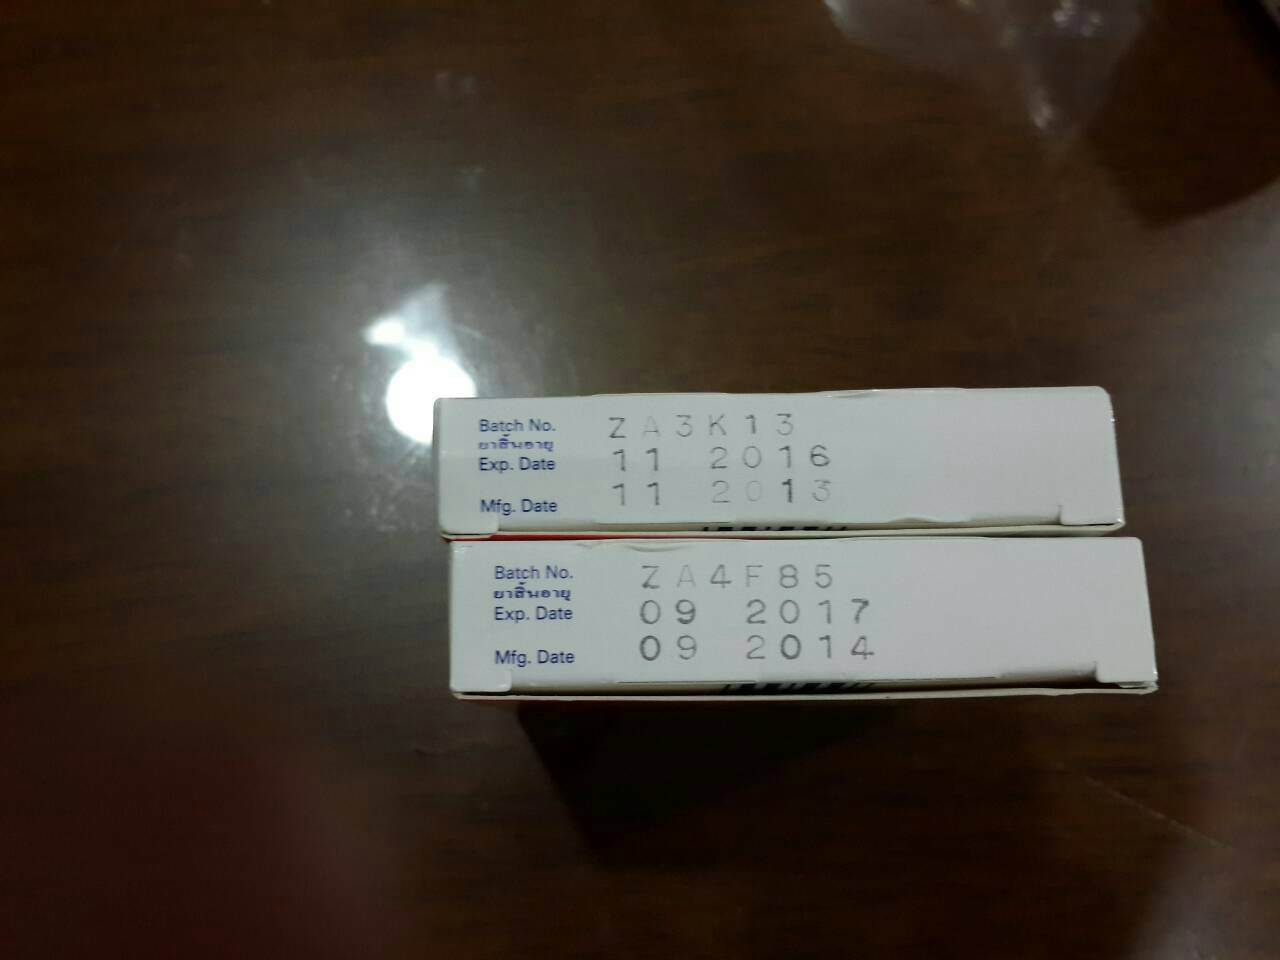 Batch No. ZA3K13
ยาสิ้นอายุ
Exp. Date 11 2016
Mfg. Date 11 2013
Batch No. ZA4F85
ยาสิ้นอายุ
Exp. Date 09 2017
Mfg. Date 09 2014